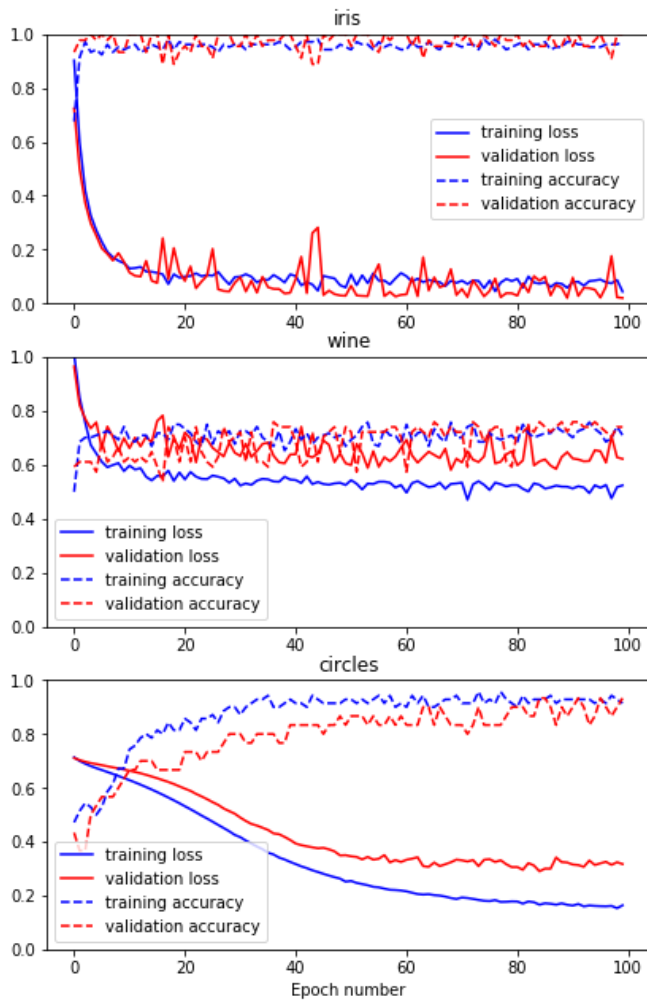 iris
1.0
0.8
0.6
0.4
0.2
0.0
training loss
validation loss
training accuracy
validation accuracy
0 20 40 60 80 100
wine
1.0
0.8
0.6
0.4
0.2
0.0
training loss
validation loss
training accuracy
validation accuracy
0 20 40 60 80 100
circles
1.0
0.8
0.6
0.4
0.2
0.0
training loss
validation loss
training accuracy
validation accuracy
0 20 40 60 80 100
Epoch number